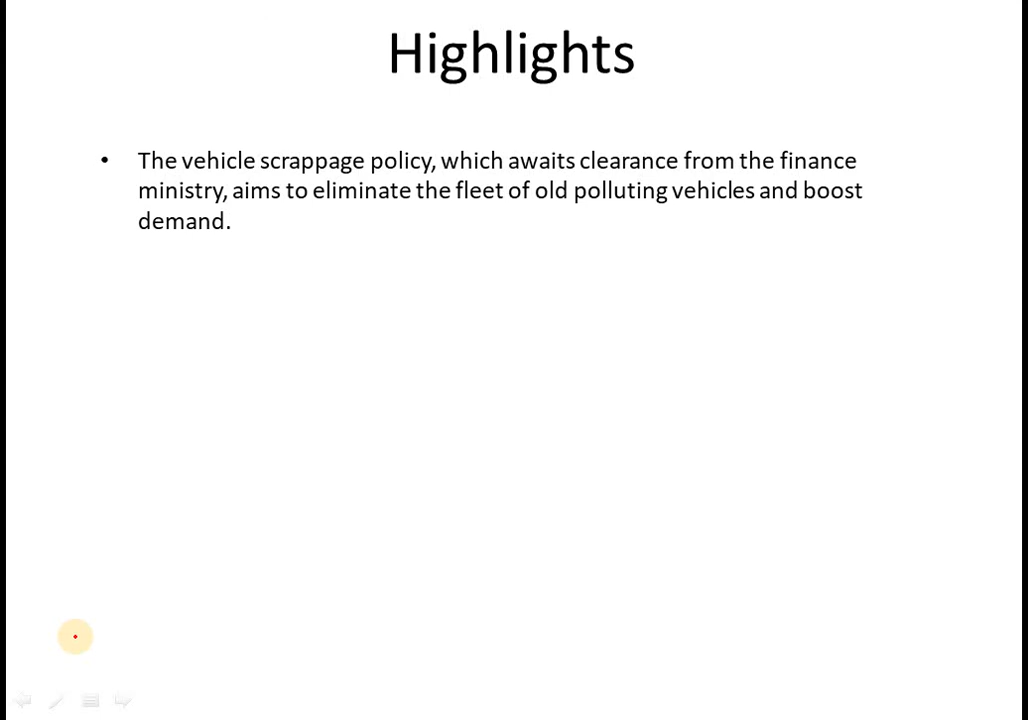 Highlights
• The vehicle scrappage policy, which awaits clearance from the finance
ministry, aims to eliminate the fleet of old polluting vehicles and boost
demand.